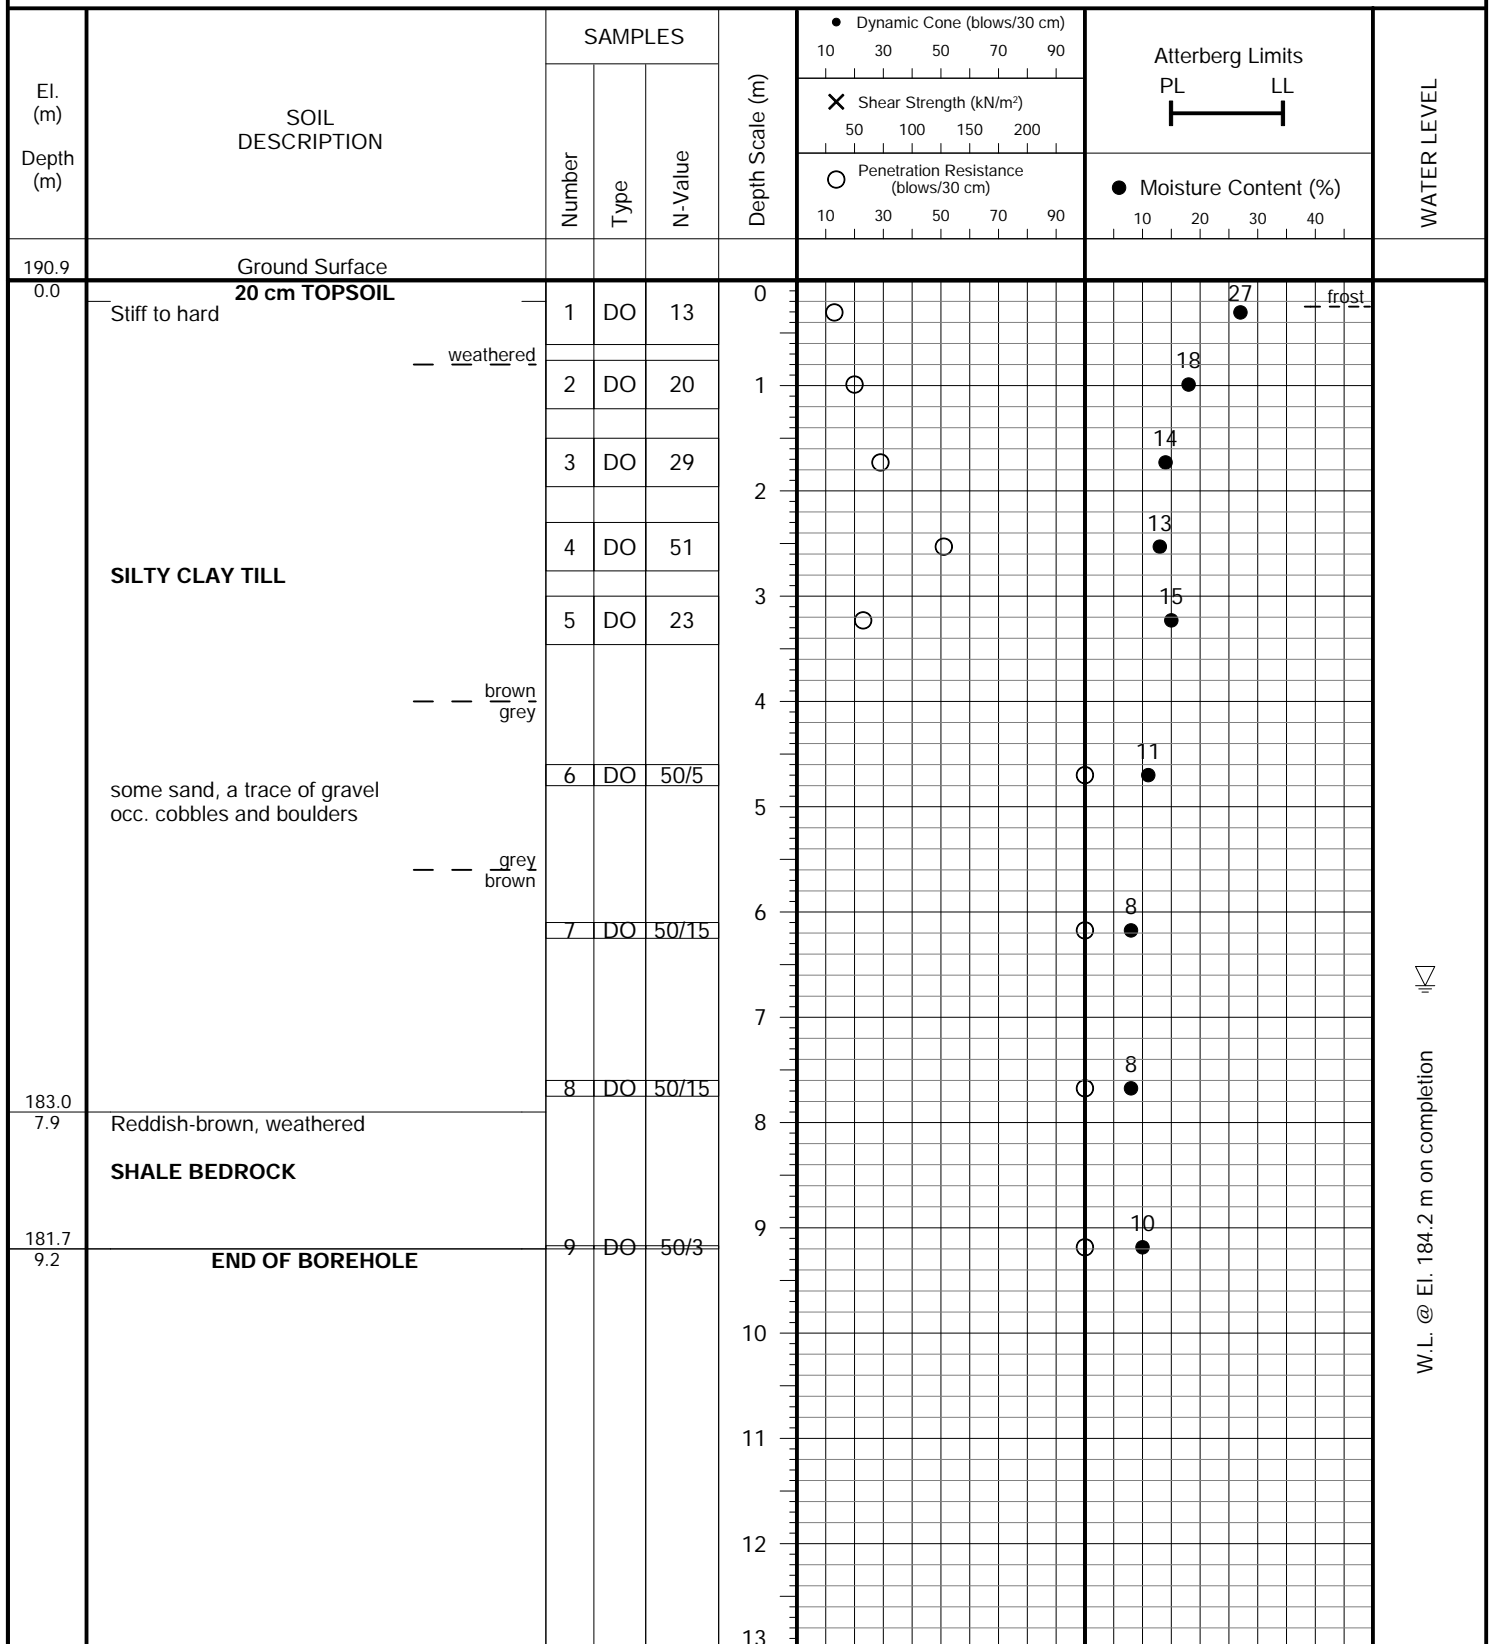 El.
(m)
Depth
(m)
SOIL
DESCRIPTION
SAMPLES
Number
Type
N-Value
Depth Scale (m)
● Dynamic Cone (blows/30 cm)
10 30 50 70 90
✕ Shear Strength (kN/m²)
50 100 150 200
○ Penetration Resistance
(blows/30 cm)
10 30 50 70 90
Atterberg Limits
PL LL
● Moisture Content (%)
10 20 30 40
WATER LEVEL
190.9
Ground Surface
0.0
20 cm TOPSOIL
0
27
frost
Stiff to hard
1 DO 13
weathered
18
2 DO 20
1
14
3 DO 29
2
13
4 DO 51
SILTY CLAY TILL
3
15
5 DO 23
brown
grey
4
11
6 DO 50/5
some sand, a trace of gravel
occ. cobbles and boulders
5
grey
brown
6
8
7 DO 50/15
7
8
8 DO 50/15
183.0
7.9
Reddish-brown, weathered
8
SHALE BEDROCK
9
10
181.7
9 DO 50/3
9.2
END OF BOREHOLE
W.L. @ El. 184.2 m on completion
10
11
12
13